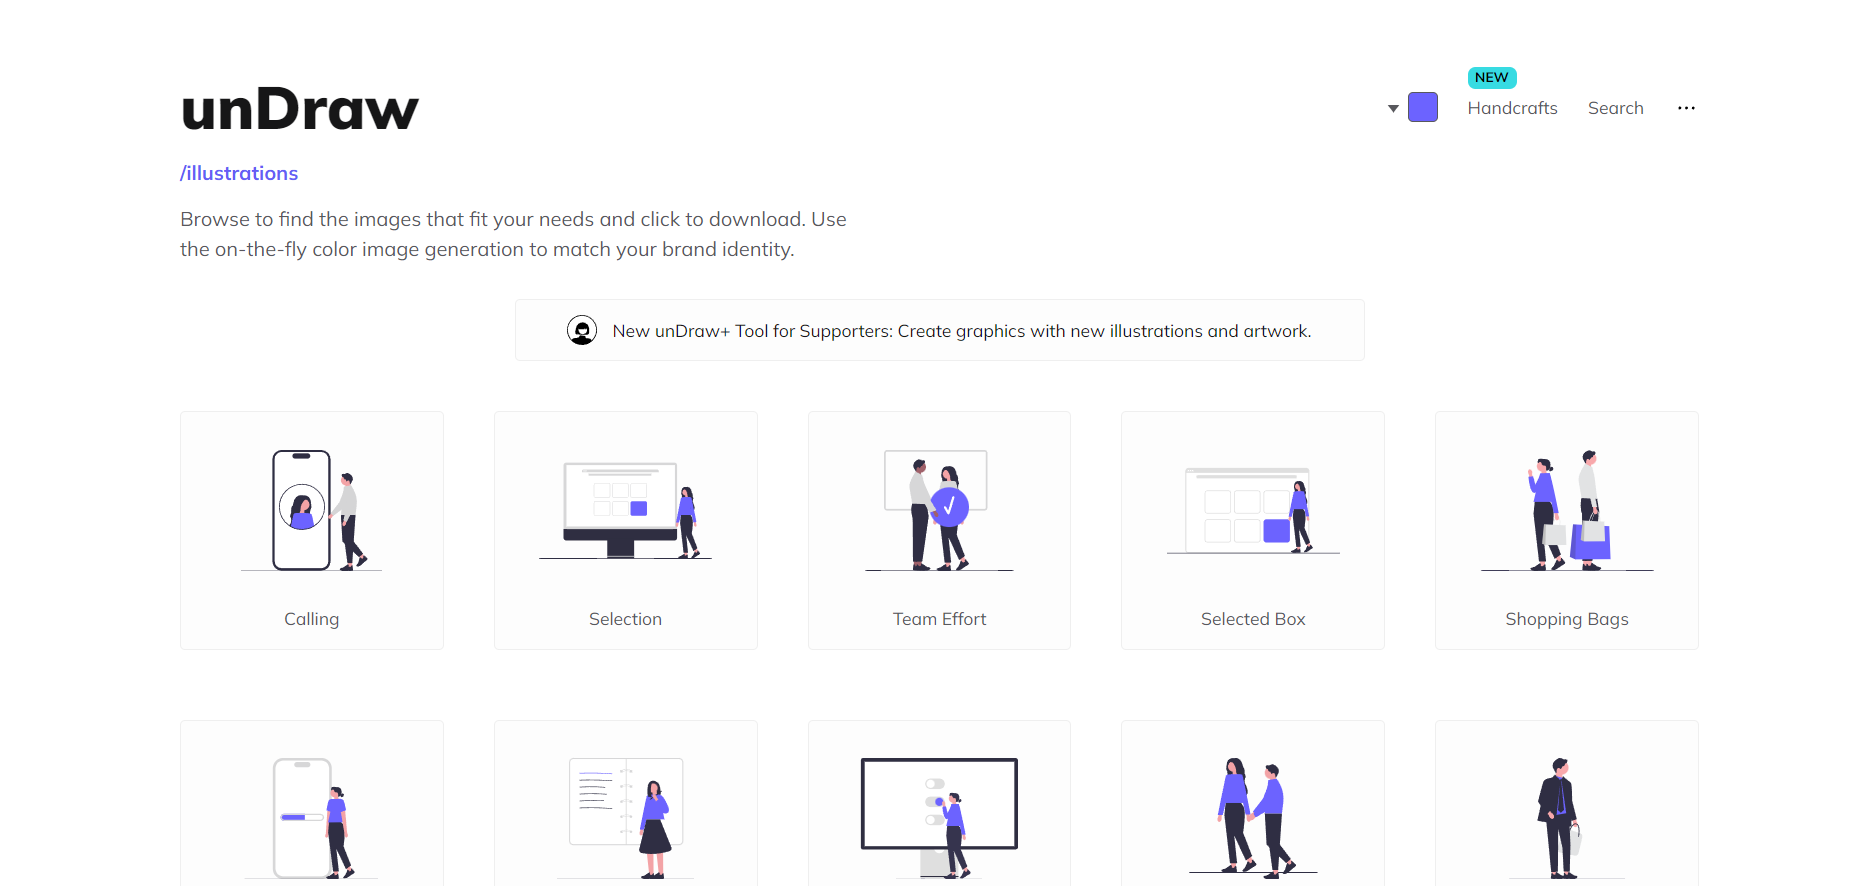 unDraw
NEW
Handcrafts
Search
/illustrations
Browse to find the images that fit your needs and click to download. Use
the on-the-fly color image generation to match your brand identity.
New unDraw+ Tool for Supporters: Create graphics with new illustrations and artwork.
Calling
Selection
Team Effort
Selected Box
Shopping Bags